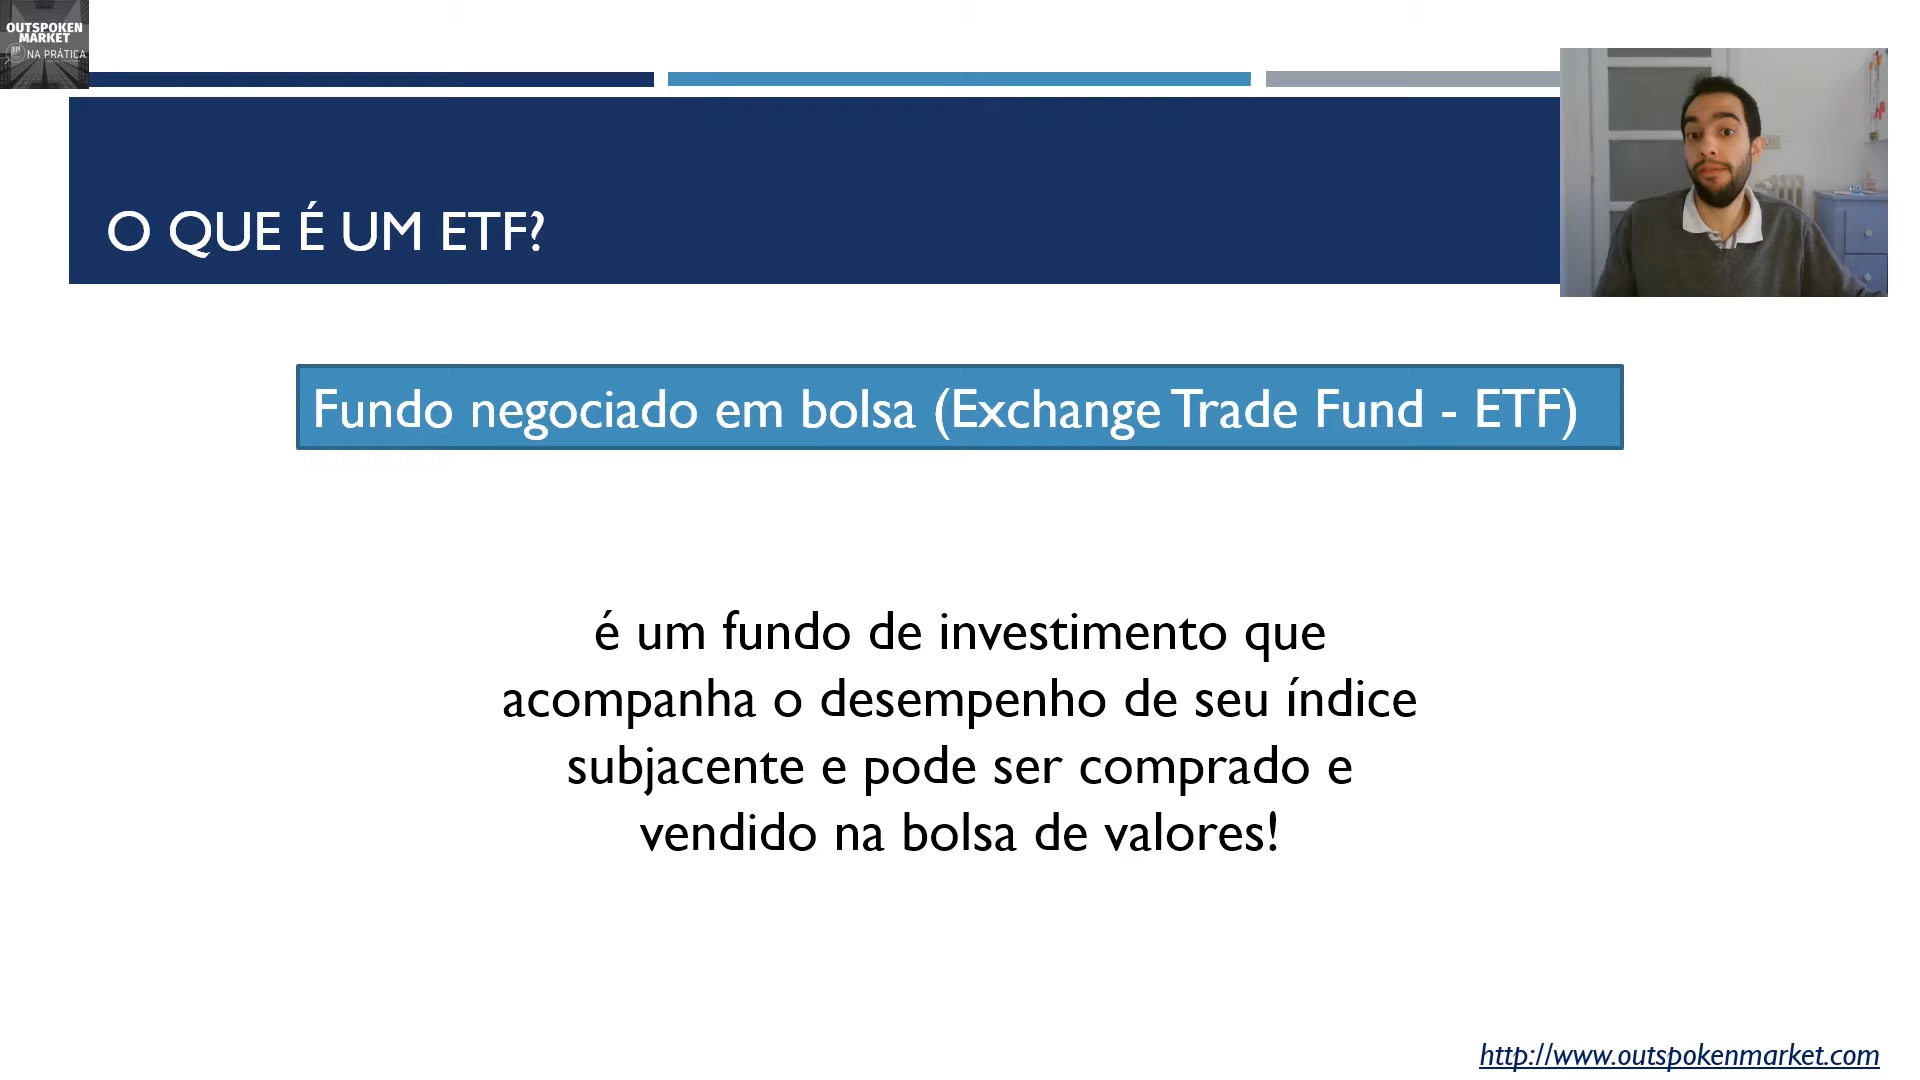 OUTSPOKEN
MARKET
NA PRÁTICA
O QUE É UM ETF?
Fundo negociado em bolsa (Exchange Trade Fund - ETF)
é um fundo de investimento que
acompanha o desempenho de seu índice
subjacente e pode ser comprado e
vendido na bolsa de valores!
http://www.outspokenmarket.com